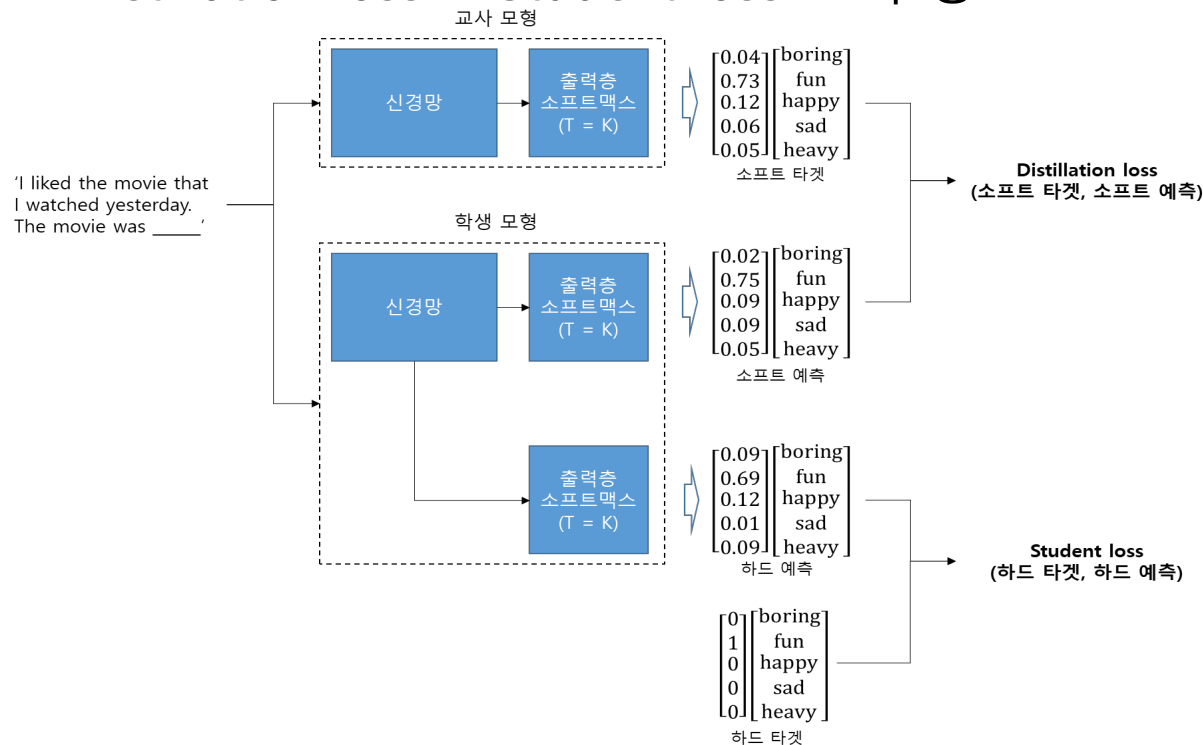 교사 모형
신경망
출력층
소프트맥스
(T = K)
0.04 boring
0.73 fun
0.12 happy
0.06 sad
0.05 heavy
소프트 타겟
Distillation loss
(소프트 타겟, 소프트 예측)
'I liked the movie that
I watched yesterday.
The movie was _____'
학생 모형
신경망
출력층
소프트맥스
(T = K)
0.02 boring
0.75 fun
0.09 happy
0.09 sad
0.05 heavy
소프트 예측
출력층
소프트맥스
(T = K)
0.09 boring
0.69 fun
0.12 happy
0.01 sad
0.09 heavy
하드 예측
Student loss
(하드 타겟, 하드 예측)
0 boring
1 fun
0 happy
0 sad
0 heavy
하드 타겟